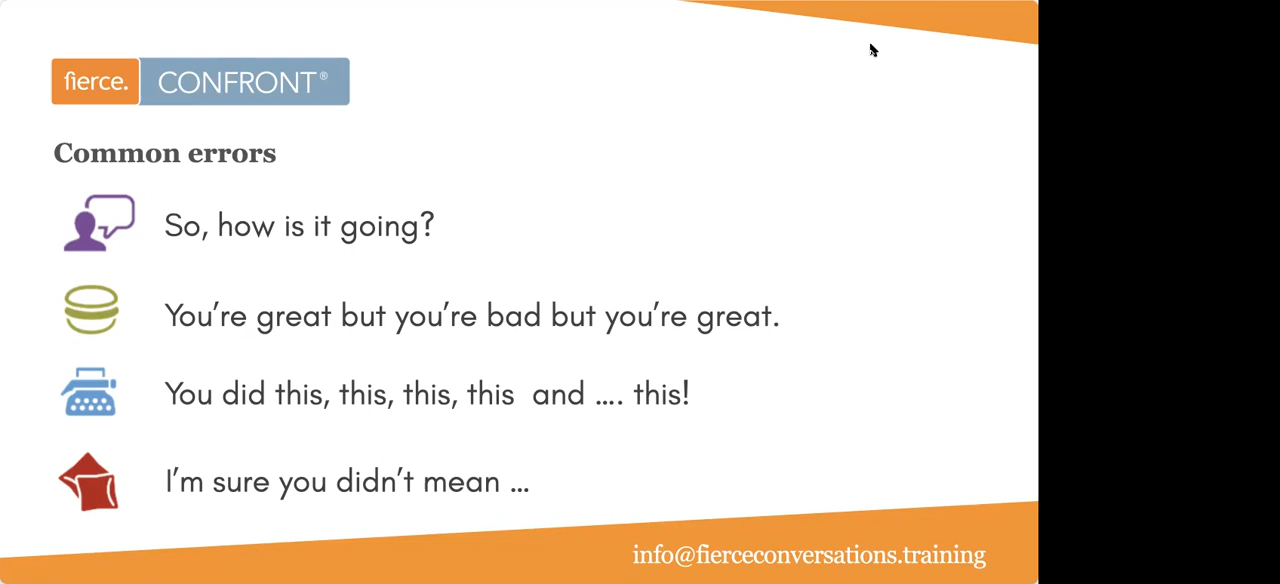 fierce. CONFRONT®
Common errors
So, how is it going?
You’re great but you’re bad but you’re great.
You did this, this, this, this  and .... this!
I’m sure you didn’t mean ...
info@fierceconversations.training